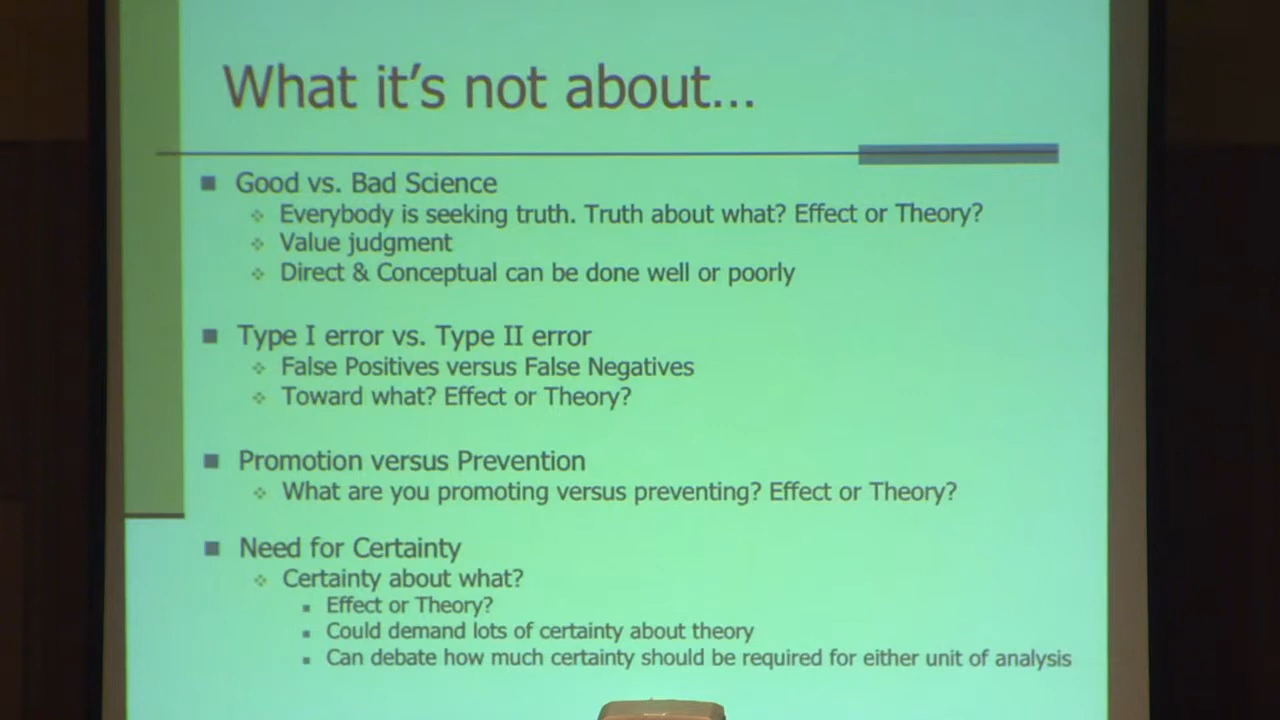 What it's not about...
Good vs. Bad Science
Everybody is seeking truth. Truth about what? Effect or Theory?
Value judgment
Direct & Conceptual can be done well or poorly
Type I error vs. Type II error
False Positives versus False Negatives
Toward what? Effect or Theory?
Promotion versus Prevention
What are you promoting versus preventing? Effect or Theory?
Need for Certainty
Certainty about what?
Effect or Theory?
Could demand lots of certainty about theory
Can debate how much certainty should be required for either unit of analysis